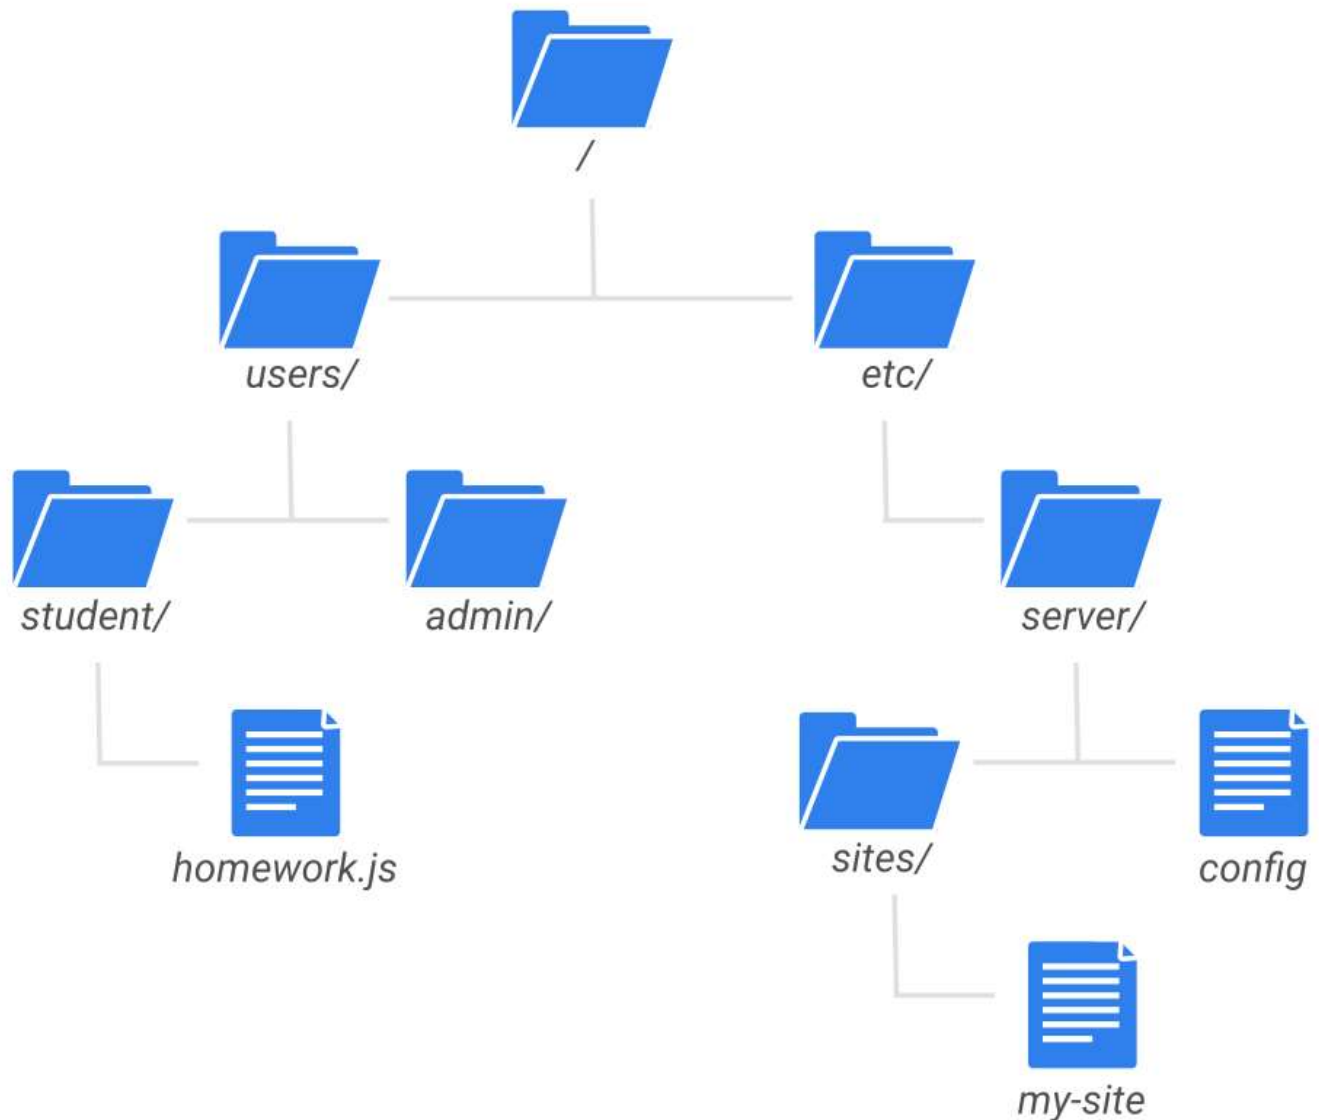 /
users/
etc/
student/
admin/
server/
homework.js
sites/
config
my-site